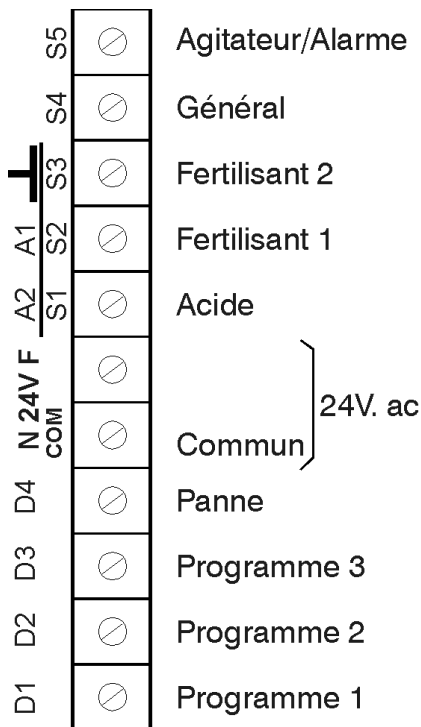 S5 Agitateur/Alarme
S4 Général
S3 Fertilisant 2
A1 S2 Fertilisant 1
A2 S1 Acide
N 24V F
24V. ac
COM Commun
D4 Panne
D3 Programme 3
D2 Programme 2
D1 Programme 1